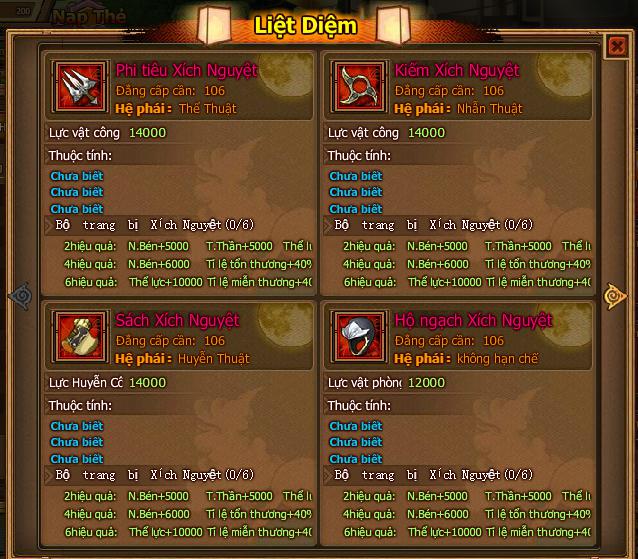 200
Nạp Thẻ
Liệt Diệm
Phi tiêu Xích Nguyệt
Đẳng cấp cần: 106
Hệ phái: Thể Thuật
Lực vật công 14000
Thuộc tính:
Chưa biết
Chưa biết
Chưa biết
Bộ trang bị Xích Nguyệt(0/6)
2hiệu quả: N.Bén+5000 T.Thần+5000 Thể lự
4hiệu quả: N.Bén+6000 Tỉ lệ tổn thương+40%
6hiệu quả: Thể lực+10000 Tỉ lệ miễn thương+40
Kiếm Xích Nguyệt
Đẳng cấp cần: 106
Hệ phái: Nhẫn Thuật
Lực vật công 14000
Thuộc tính:
Chưa biết
Chưa biết
Chưa biết
Bộ trang bị Xích Nguyệt(0/6)
2hiệu quả: N.Bén+5000 T.Thần+5000 Thể lự
4hiệu quả: N.Bén+6000 Tỉ lệ tổn thương+40%
6hiệu quả: Thể lực+10000 Tỉ lệ miễn thương+40
Sách Xích Nguyệt
Đẳng cấp cần: 106
Hệ phái: Huyễn Thuật
Lực Huyễn Cô 14000
Thuộc tính:
Chưa biết
Chưa biết
Chưa biết
Bộ trang bị Xích Nguyệt(0/6)
2hiệu quả: N.Bén+5000 T.Thần+5000 Thể lự
4hiệu quả: N.Bén+6000 Tỉ lệ tổn thương+40%
6hiệu quả: Thể lực+10000 Tỉ lệ miễn thương+40
Hộ ngạch Xích Nguyệt
Đẳng cấp cần: 106
Hệ phái: không hạn chế
Lực vật phòng 12000
Thuộc tính:
Chưa biết
Chưa biết
Chưa biết
Bộ trang bị Xích Nguyệt(0/6)
2hiệu quả: N.Bén+5000 T.Thần+5000 Thể lự
4hiệu quả: N.Bén+6000 Tỉ lệ tổn thương+40%
6hiệu quả: Thể lực+10000 Tỉ lệ miễn thương+40